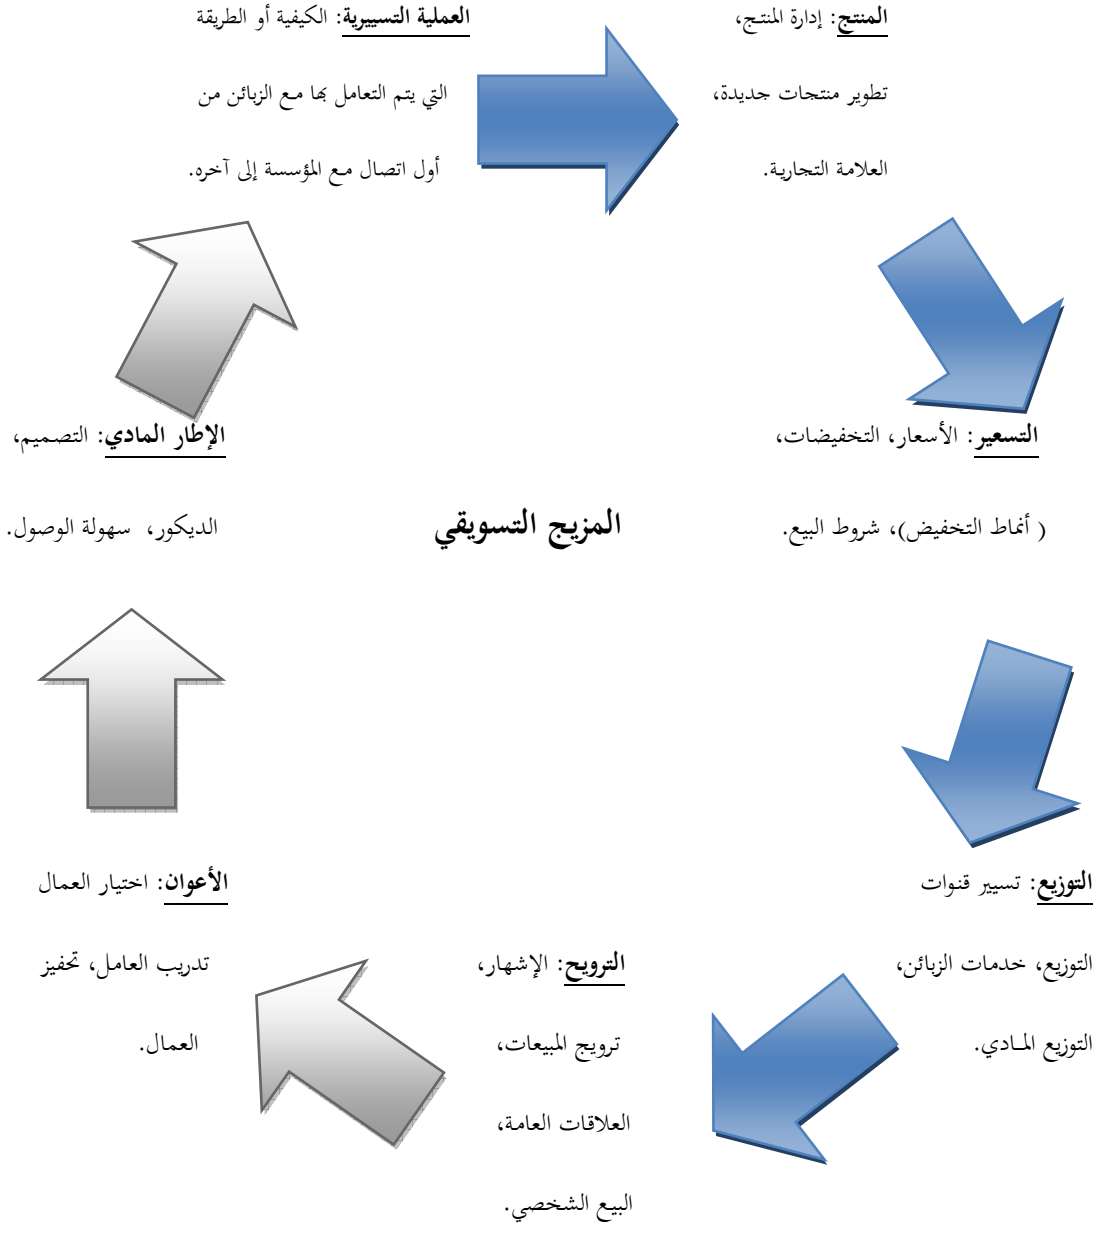 المنتج: إدارة المنتج،
تطوير منتجات جديدة،
العلامة التجارية.
التسعير: الأسعار، التخفيضات،
( أنماط التخفيض)، شروط البيع.
التوزيع: تسيير قنوات
التوزيع، خدمات الزبائن،
التوزيع المادي.
الترويح: الإشهار،
ترويج المبيعات،
العلاقات العامة،
البيع الشخصي.
الأعوان: اختيار العمال
تدريب العامل، تحفيز
العمال.
الإطار المادي: التصميم،
الديكور، سهولة الوصول.
العملية التسييرية: الكيفية أو الطريقة
التي يتم التعامل بها مع الزبائن من
أول اتصال مع المؤسسة إلى آخره.
المزيج التسويقي